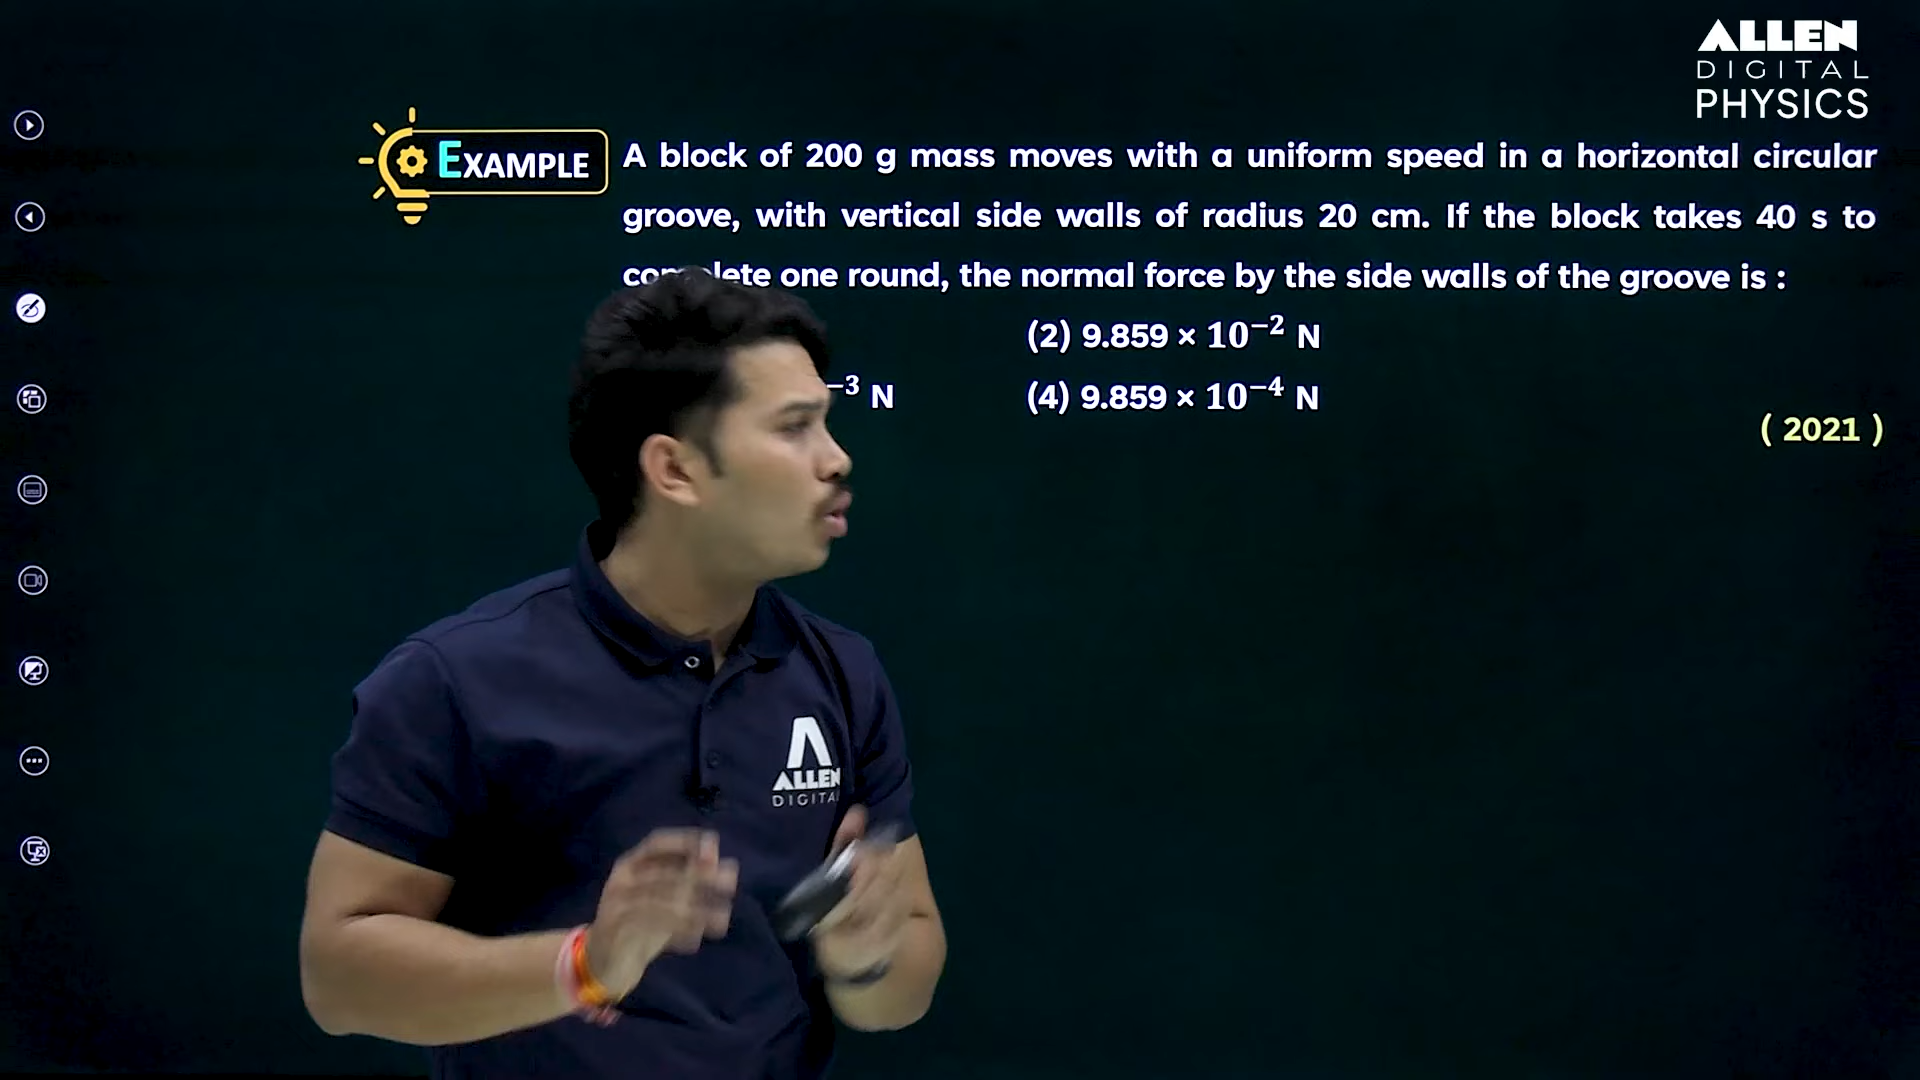 ALLEN
DIGITAL
PHYSICS
EXAMPLE
A block of 200 g mass moves with a uniform speed in a horizontal circular
groove, with vertical side walls of radius 20 cm. If the block takes 40 s to
one round, the normal force by the side walls of the groove is :
(2) 9.859 × 10⁻² N
⁻³ N (4) 9.859 × 10⁻⁴ N
( 2021 )
ALLEN
DIGITAL